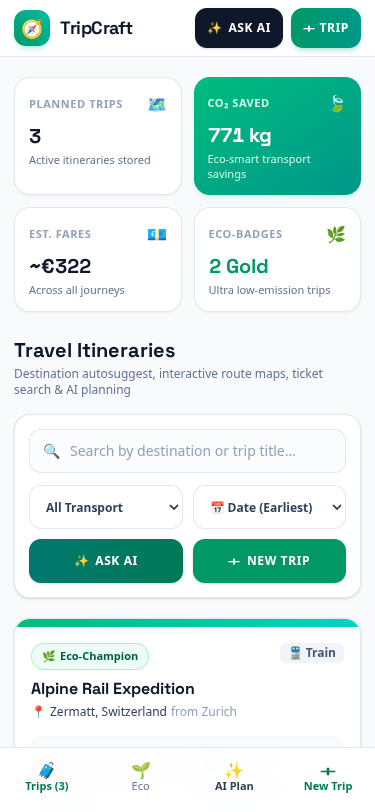 TripCraft
✨ ASK AI
+ TRIP
PLANNED TRIPS
3
Active itineraries stored
CO₂ SAVED
771 kg
Eco-smart transport
savings
EST. FARES
~€322
Across all journeys
ECO-BADGES
2 Gold
Ultra low-emission trips
Travel Itineraries
Destination autosuggest, interactive route maps, ticket
search & AI planning
Search by destination or trip title...
All Transport
📅 Date (Earliest)
✨ ASK AI
+ NEW TRIP
🌿 Eco-Champion
🚆 Train
Alpine Rail Expedition
📍 Zermatt, Switzerland from Zurich
Trips (3)
Eco
AI Plan
New Trip